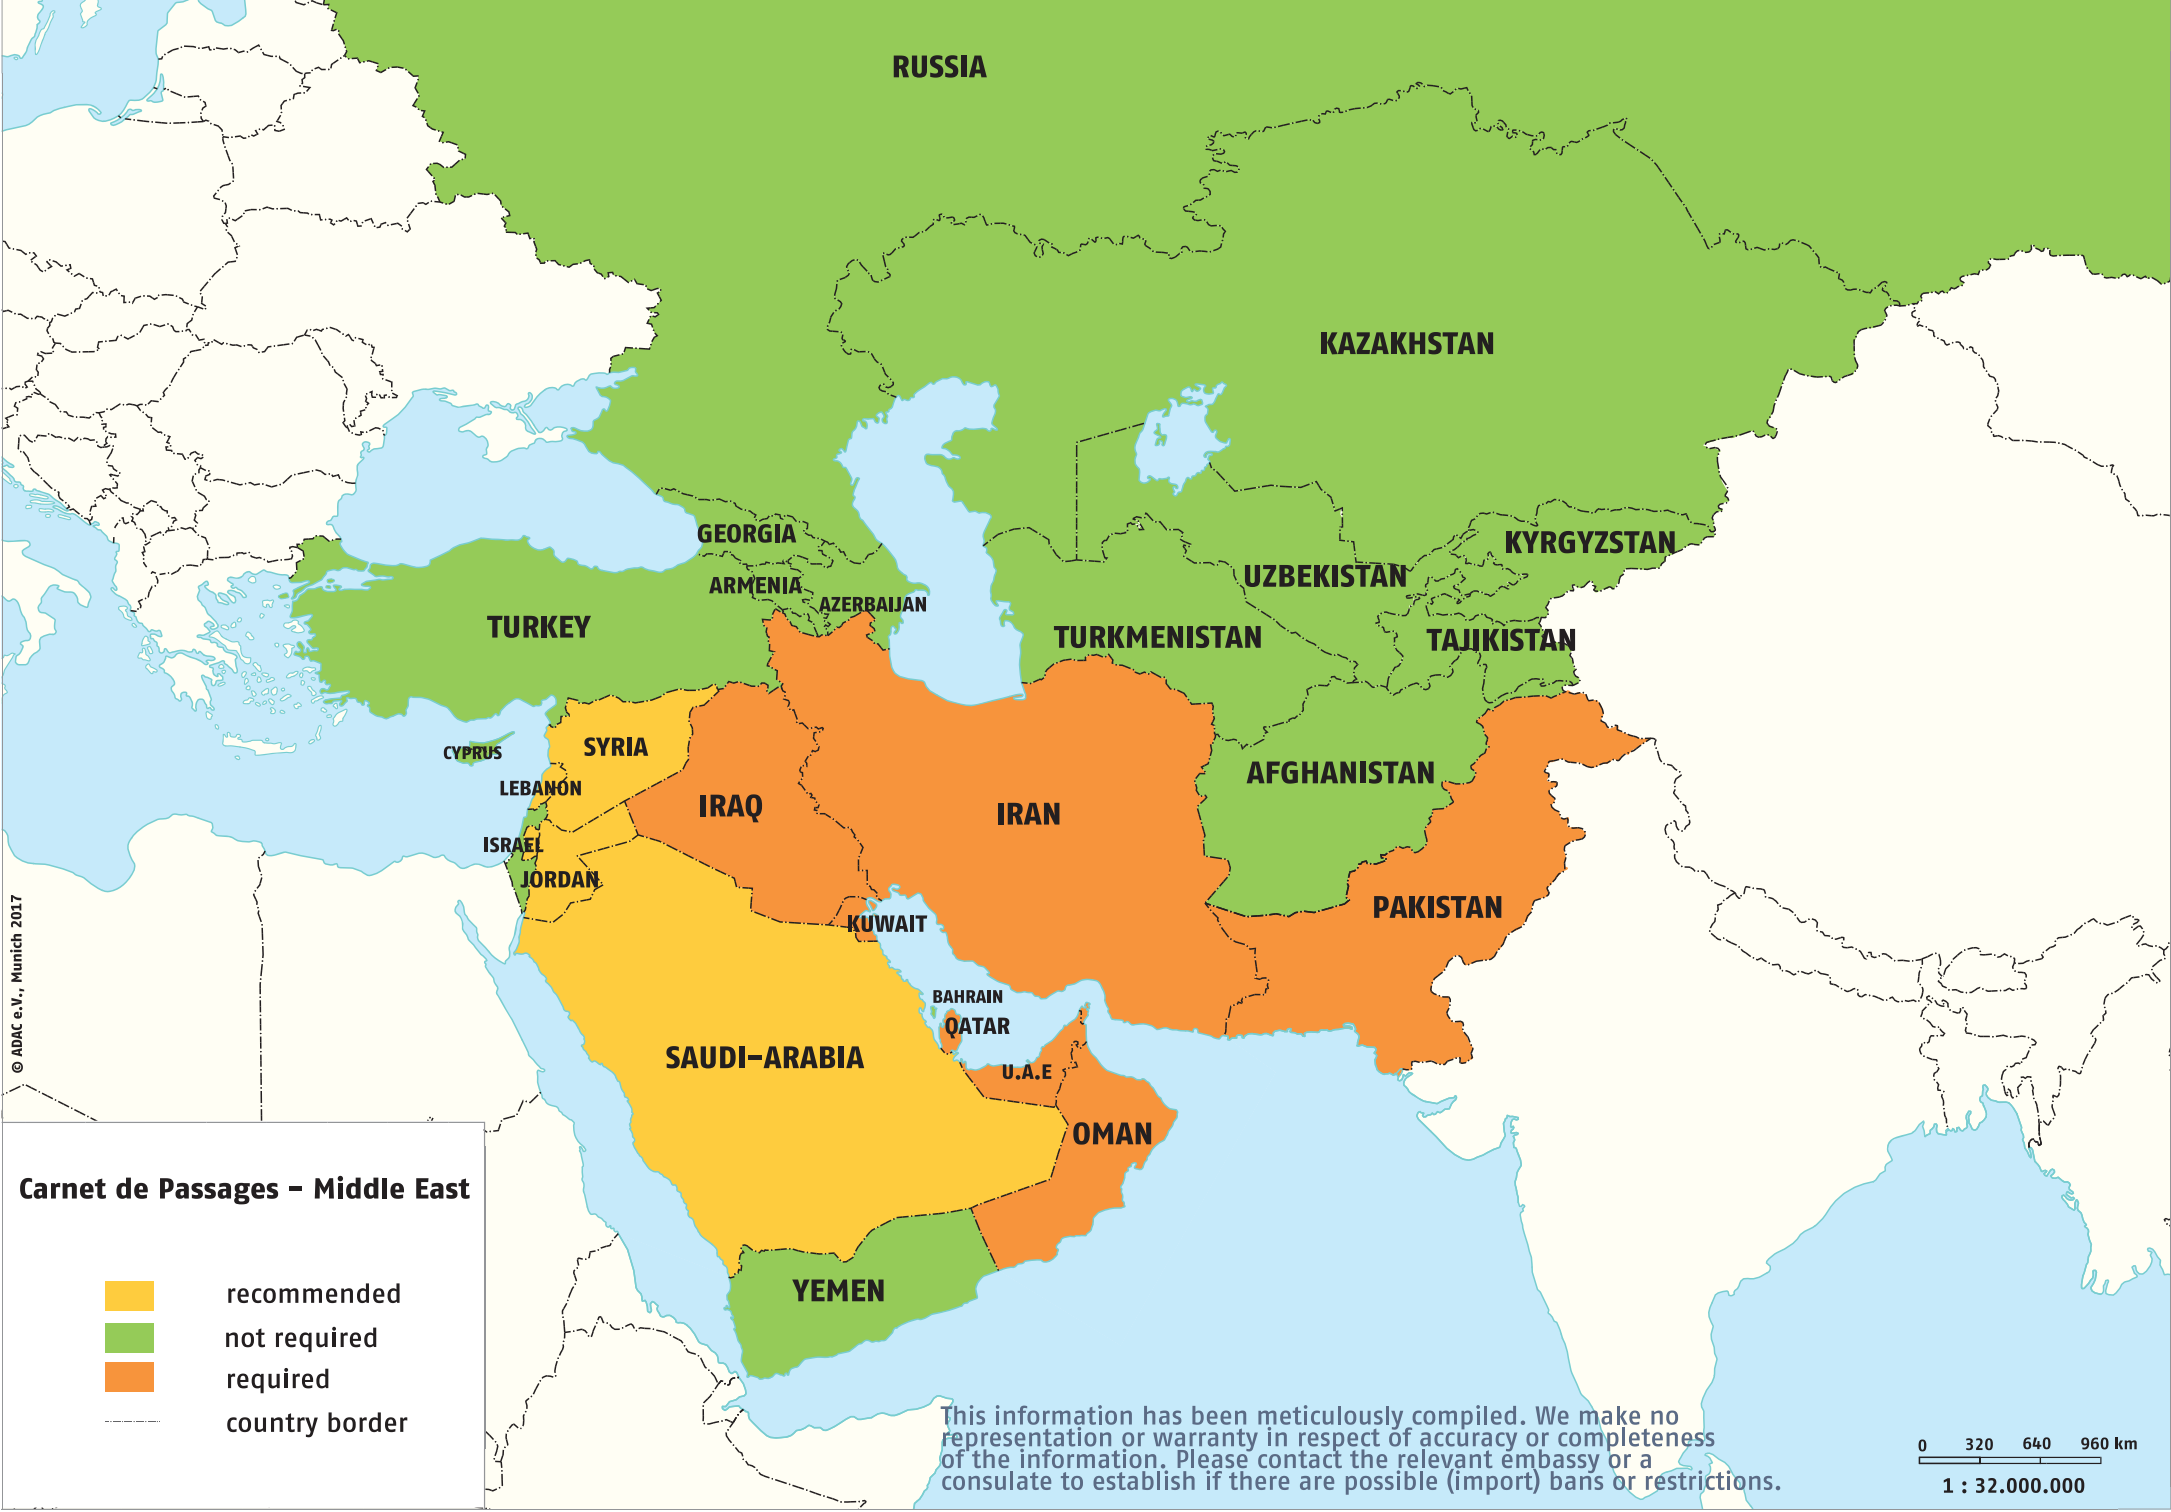 RUSSIA
KAZAKHSTAN
GEORGIA
KYRGYZSTAN
UZBEKISTAN
ARMENIA
AZERBAIJAN
TURKEY
TURKMENISTAN
TAJIKISTAN
CYPRUS
SYRIA
AFGHANISTAN
LEBANON
IRAQ
IRAN
ISRAEL
JORDAN
PAKISTAN
KUWAIT
BAHRAIN
QATAR
SAUDI-ARABIA
U.A.E
OMAN
YEMEN
© ADAC e.V., Munich 2017
Carnet de Passages - Middle East
recommended
not required
required
country border
This information has been meticulously compiled. We make no
representation or warranty in respect of accuracy or completeness
of the information. Please contact the relevant embassy or a
consulate to establish if there are possible (import) bans or restrictions.
0 320 640 960 km
1 : 32.000.000